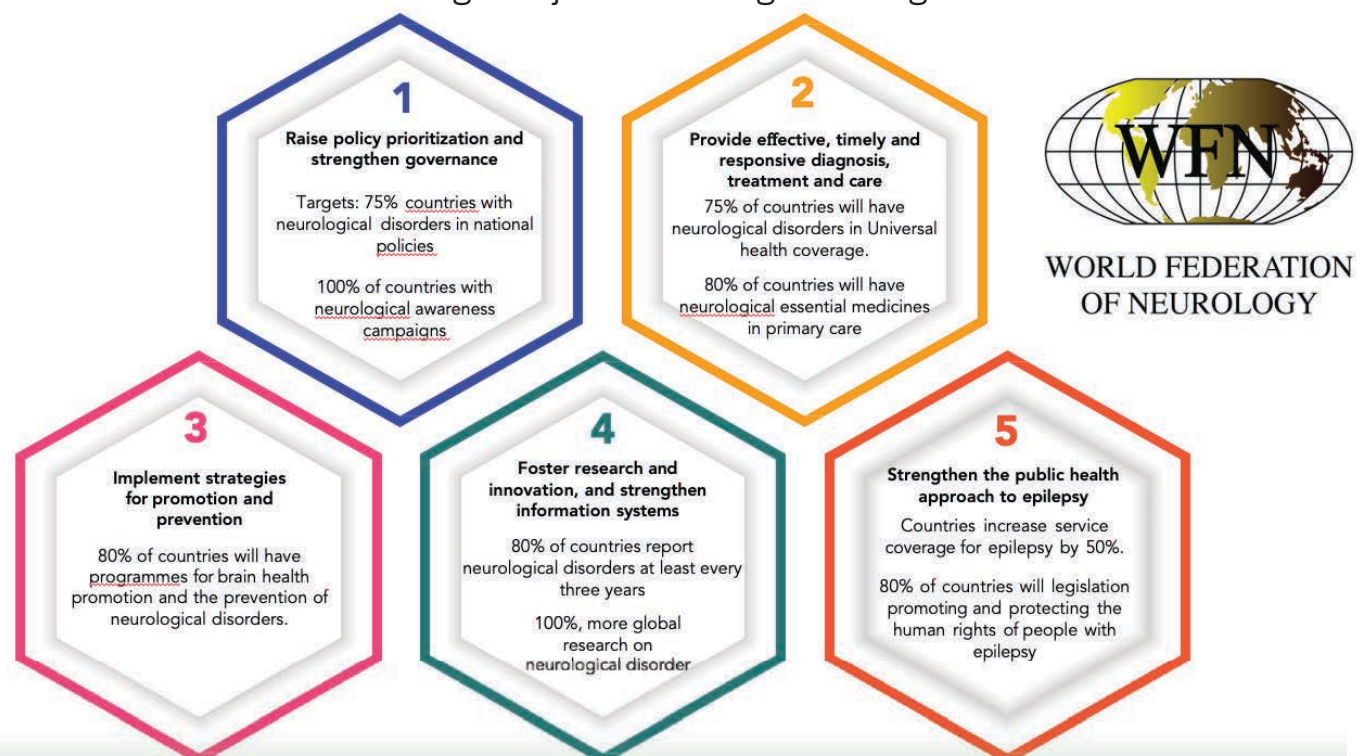 1
Raise policy prioritization and
strengthen governance
Targets: 75% countries with
neurological disorders in national
policies
100% of countries with
neurological awareness
campaigns
2
Provide effective, timely and
responsive diagnosis,
treatment and care
75% of countries will have
neurological disorders in Universal
health coverage.
80% of countries will have
neurological essential medicines
in primary care
WFN
WORLD FEDERATION
OF NEUROLOGY
3
Implement strategies
for promotion and
prevention
80% of countries will have
programmes for brain health
promotion and the prevention of
neurological disorders.
4
Foster research and
innovation, and strengthen
information systems
80% of countries report
neurological disorders at least every
three years
100%, more global
research on
neurological disorder
5
Strengthen the public health
approach to epilepsy
Countries increase service
coverage for epilepsy by 50%.
80% of countries will legislation
promoting and protecting the
human rights of people with
epilepsy